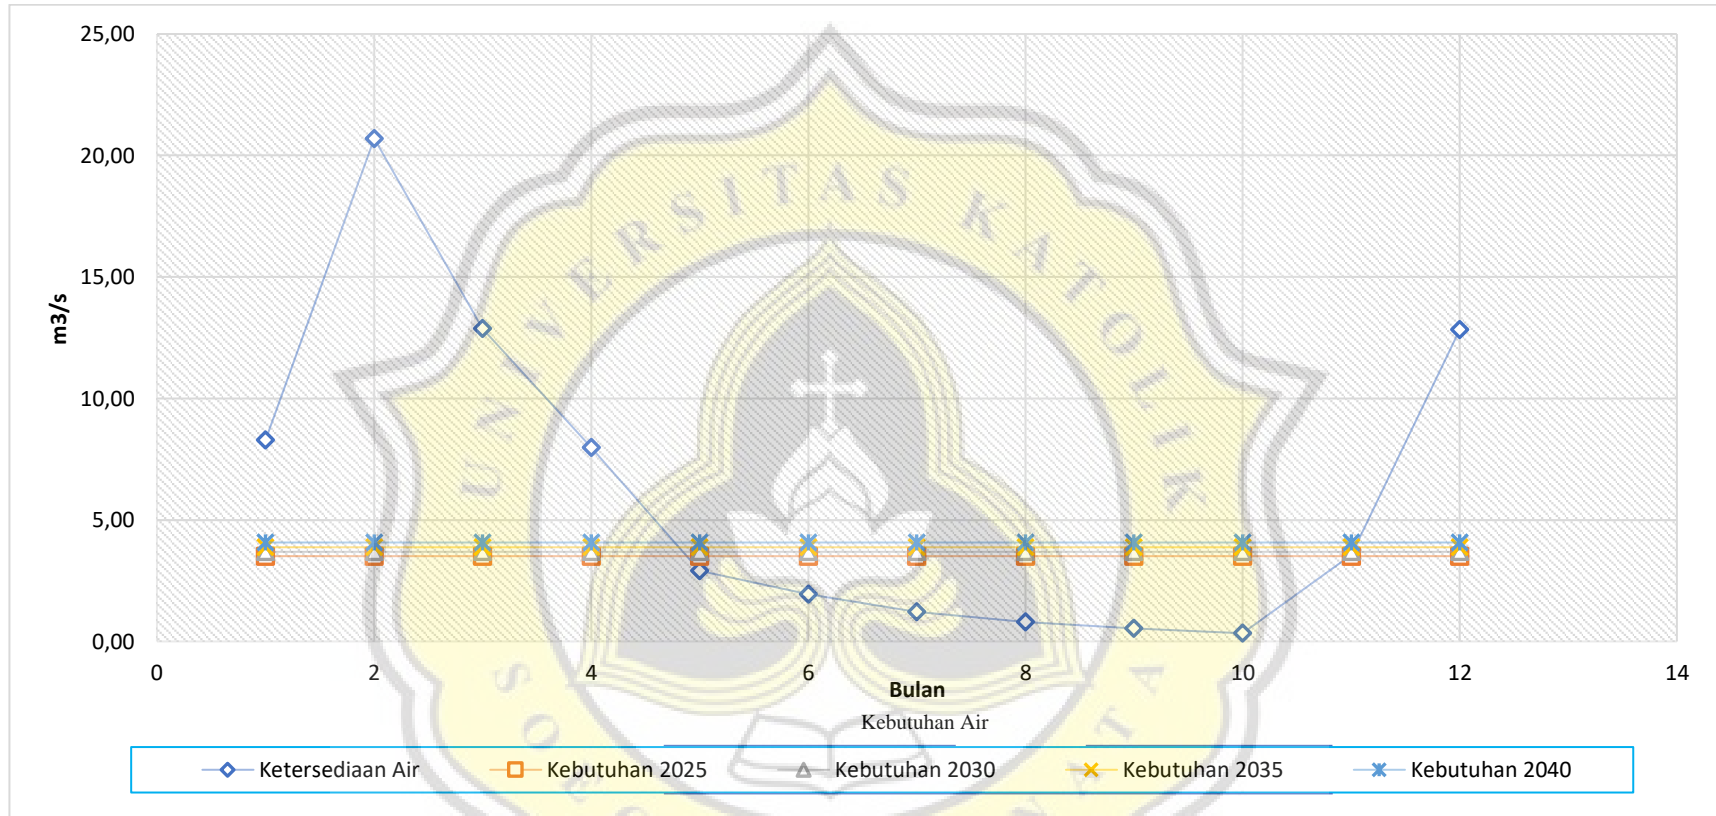 25,00
20,00
15,00
10,00
5,00
0,00
m3/s
0 2 4 6 8 10 12 14
Bulan
Kebutuhan Air
Ketersediaan Air Kebutuhan 2025 Kebutuhan 2030 Kebutuhan 2035 Kebutuhan 2040
UNIVERSITAS KATOLIK